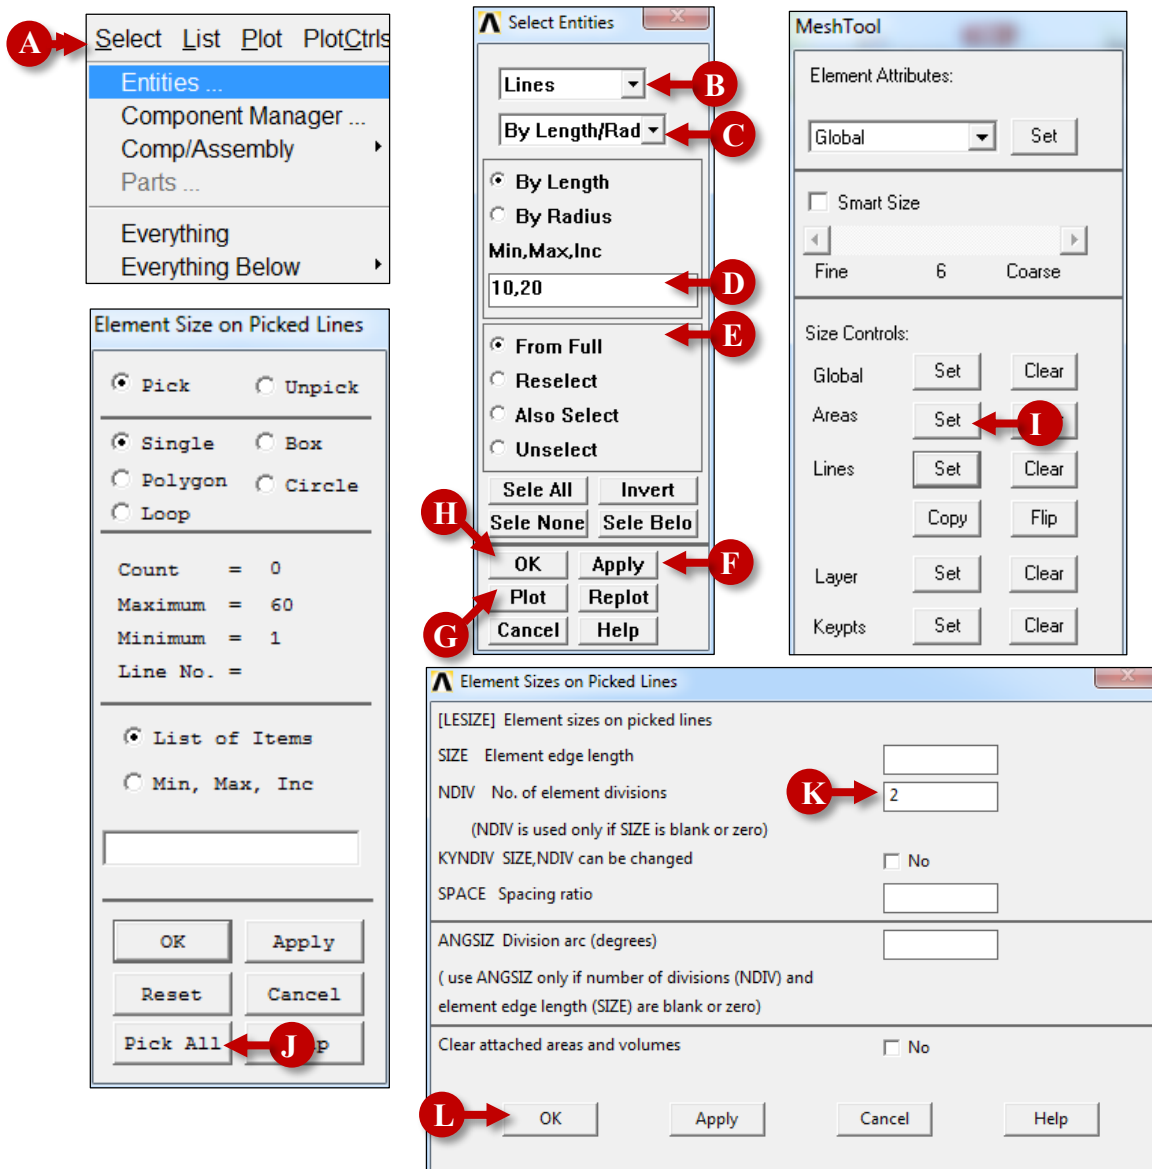 A
Select List Plot PlotCtrls
Entities ...
Component Manager ...
Comp/Assembly
Parts ...
Everything
Everything Below
Select Entities
Lines
B
By Length/Rad
C
By Length
By Radius
Min,Max,Inc
10,20
D
E
From Full
Reselect
Also Select
Unselect
Sele All Invert
Sele None Sele Belo
H
OK Apply
F
Plot Replot
G
Cancel Help
MeshTool
Element Attributes:
Global Set
Smart Size
Fine 6 Coarse
Size Controls:
Global Set Clear
Areas Set
I
Lines Set Clear
Copy Flip
Layer Set Clear
Keypts Set Clear
Element Size on Picked Lines
Pick Unpick
Single Box
Polygon Circle
Loop
Count = 0
Maximum = 60
Minimum = 1
Line No. =
List of Items
Min, Max, Inc
OK Apply
Reset Cancel
Pick All
J
Element Sizes on Picked Lines
[LESIZE] Element sizes on picked lines
SIZE Element edge length
NDIV No. of element divisions
K
2
(NDIV is used only if SIZE is blank or zero)
KYNDIV SIZE,NDIV can be changed No
SPACE Spacing ratio
ANGSIZ Division arc (degrees)
( use ANGSIZ only if number of divisions (NDIV) and
element edge length (SIZE) are blank or zero)
Clear attached areas and volumes No
L
OK Apply Cancel Help